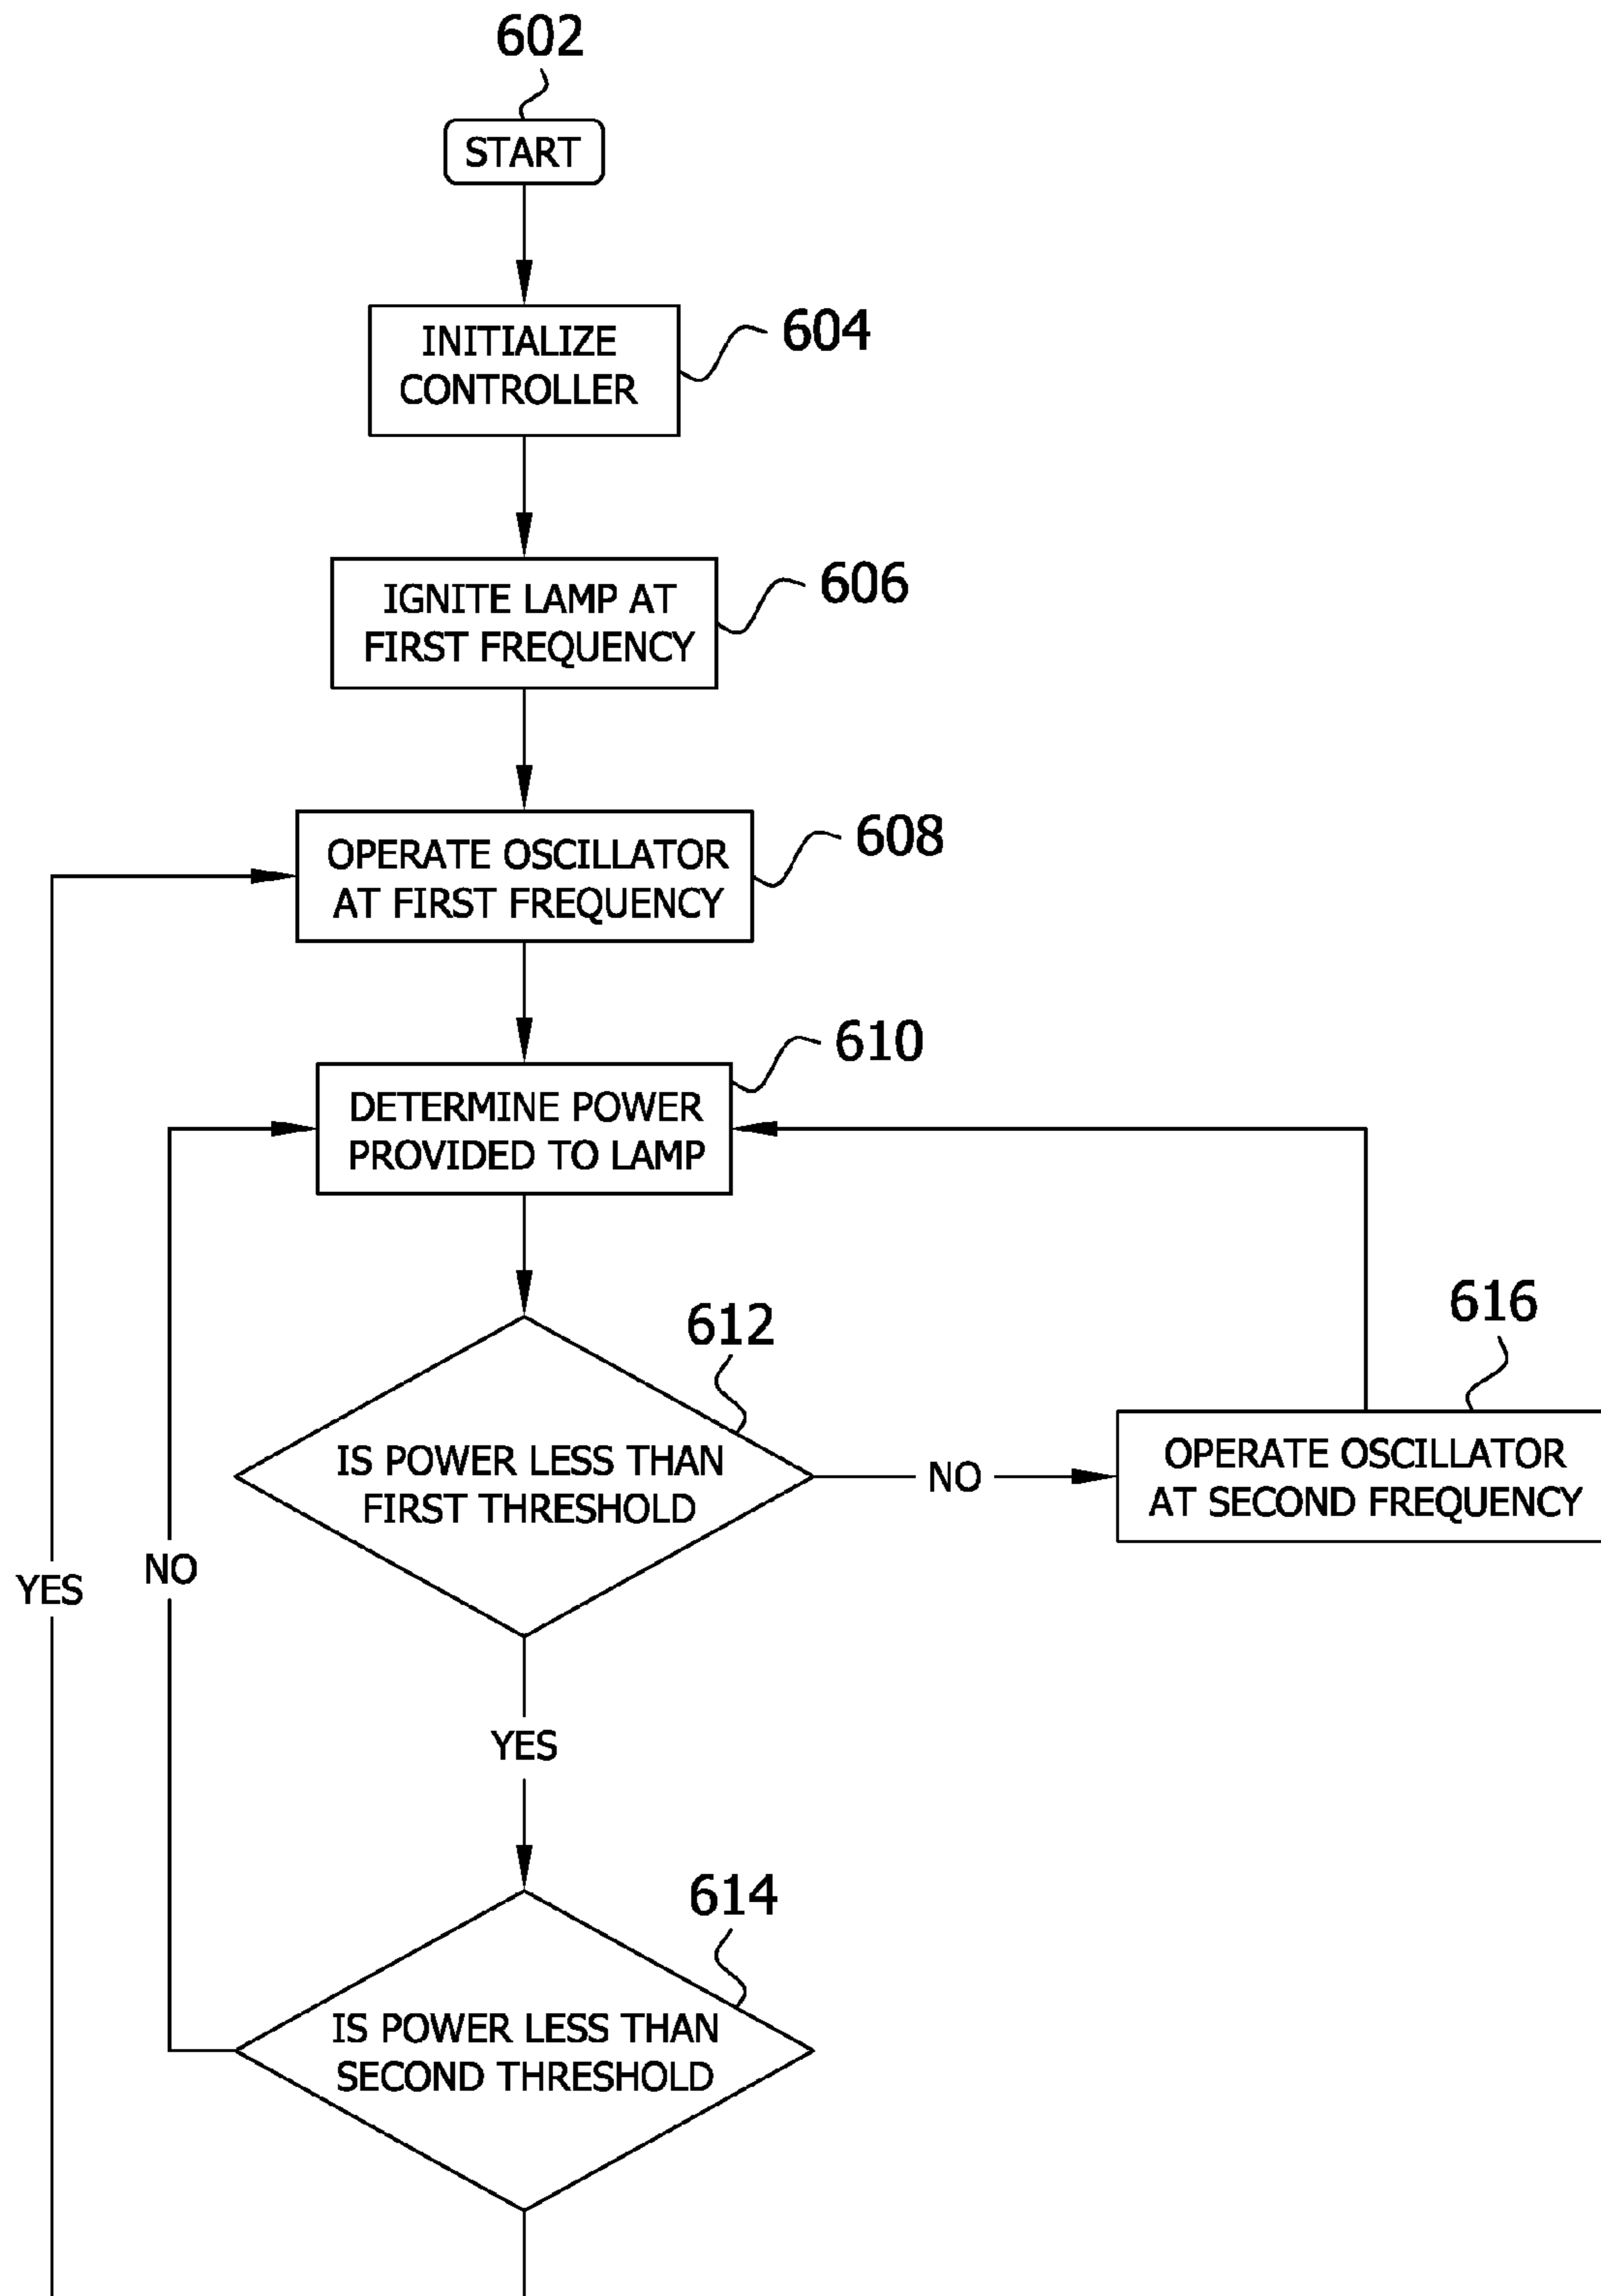 602
START
INITIALIZE
CONTROLLER
604
IGNITE LAMP AT
FIRST FREQUENCY
606
OPERATE OSCILLATOR
AT FIRST FREQUENCY
608
DETERMINE POWER
PROVIDED TO LAMP
610
IS POWER LESS THAN
FIRST THRESHOLD
612
NO
OPERATE OSCILLATOR
AT SECOND FREQUENCY
616
YES
NO
YES
IS POWER LESS THAN
SECOND THRESHOLD
614